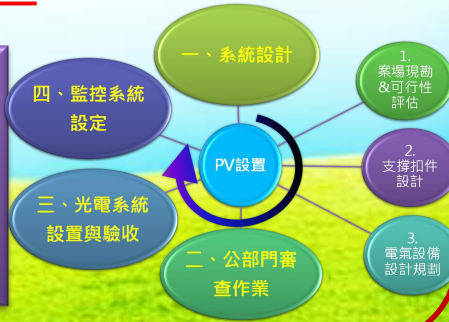 一、系統設計
四、監控系統
設定
PV設置
三、光電系統
設置與驗收
二、公部門審
查作業
1.
案場現勘
&可行性
評估
2.
支撐扣件
設計
3.
電氣設備
設計規劃